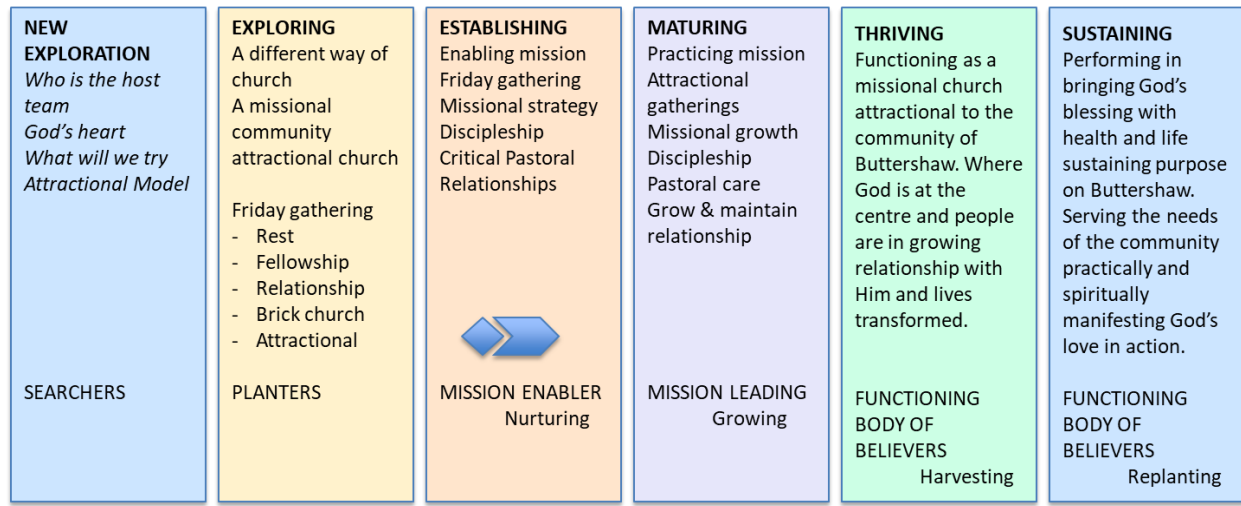 NEW
EXPLORATION
Who is the host
team
God's heart
What will we try
Attractional Model
SEARCHERS
EXPLORING
A different way of
church
A missional
community
attractional church
Friday gathering
- Rest
- Fellowship
- Relationship
- Brick church
- Attractional
PLANTERS
ESTABLISHING
Enabling mission
Friday gathering
Missional strategy
Discipleship
Critical Pastoral
Relationships
MISSION ENABLER
Nurturing
MATURING
Practicing mission
Attractional
gatherings
Missional growth
Discipleship
Pastoral care
Grow & maintain
relationship
MISSION LEADING
Growing
THRIVING
Functioning as a
missional church
attractional to the
community of
Buttershaw. Where
God is at the
centre and people
are in growing
relationship with
Him and lives
transformed.
FUNCTIONING
BODY OF
BELIEVERS
Harvesting
SUSTAINING
Performing in
bringing God's
blessing with
health and life
sustaining purpose
on Buttershaw.
Serving the needs
of the community
practically and
spiritually
manifesting God's
love in action.
FUNCTIONING
BODY OF
BELIEVERS
Replanting